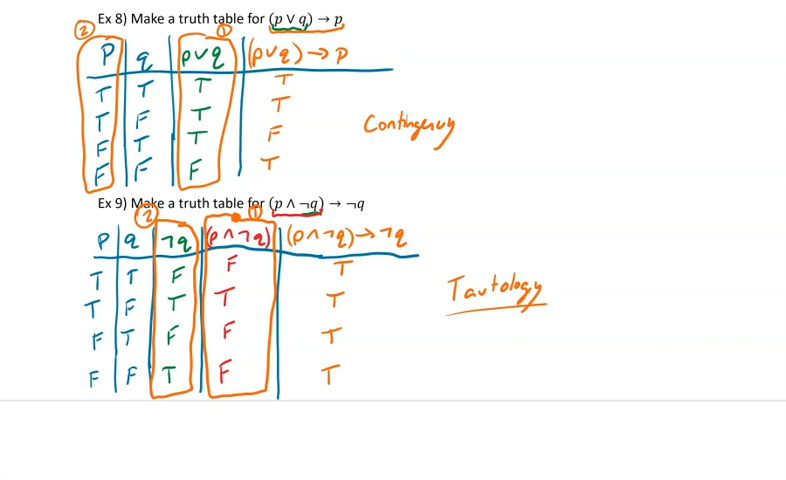 Ex 8) Make a truth table for (p ∨ q) → p
② ①
p q p∨q (p∨q) → p
T T T T
T F T T
F T T F
F F F T
Contingency
Ex 9) Make a truth table for (p ∧ ¬q) → ¬q
② ①
p q ¬q (p∧¬q) (p∧¬q) → ¬q
T T F F T
T F T T T
F T F F T
F F T F T
Tautology